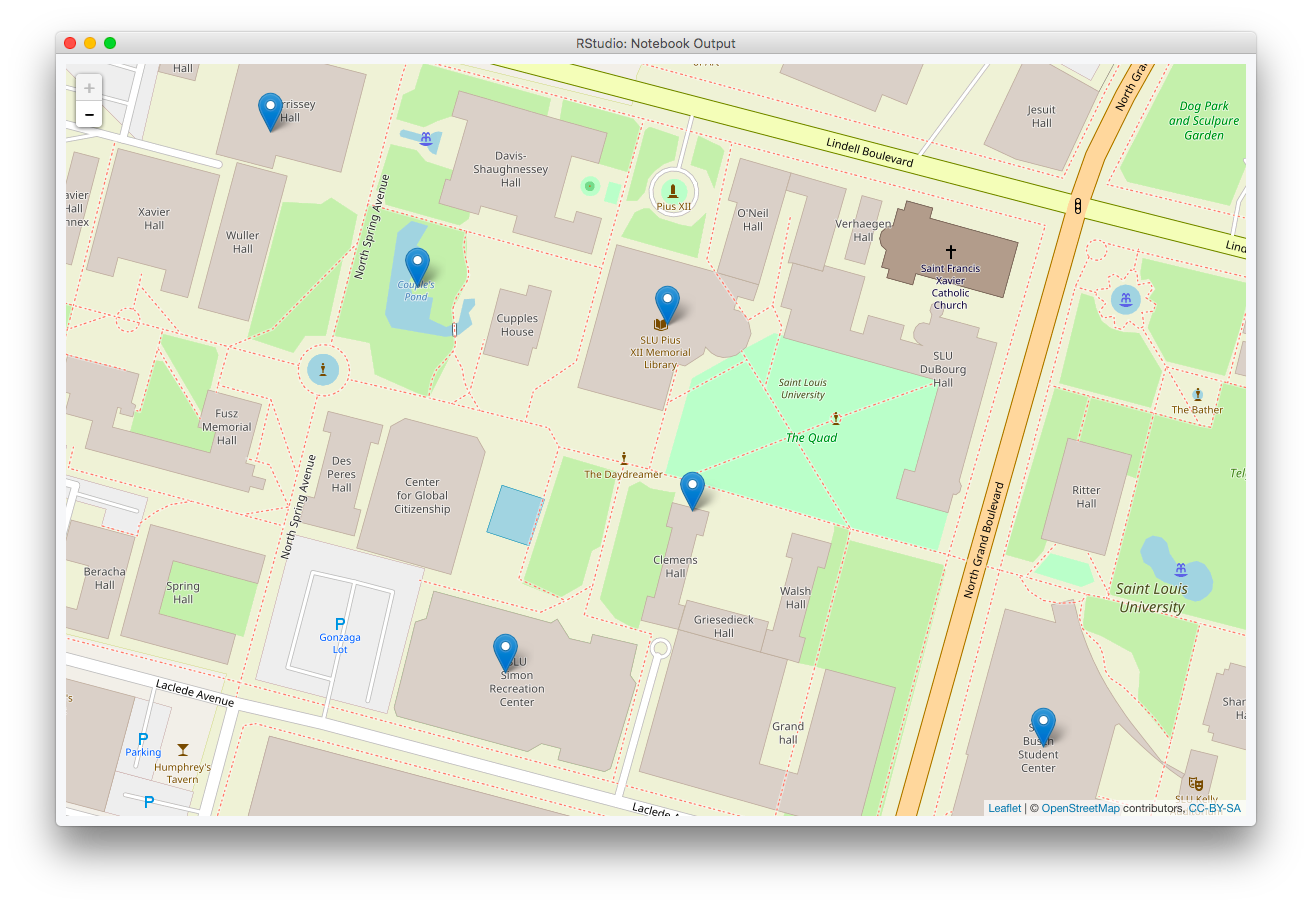 RStudio: Notebook Output
+
-
Hall
rrissey
Hall
Davis-
Shaughnessey
Hall
Lindell Boulevard
North Gra
Jesuit
Hall
Dog Park
and Sculpure
Garden
Xavier
Hall
Wuller
Hall
avier
Hall
nnex
North Spring Avenue
Pius XII
O'Neil
Hall
Verhaegen
Hall
Saint Francis
Xavier
Catholic
Church
Lind
Couple's
Pond
Cupples
House
SLU Pius
XII Memorial
Library
SLU
DuBourg
Hall
Saint Louis
University
The Quad
The Bather
Fusz
Memorial
Hall
Des
Peres
Hall
Center
for Global
Citizenship
The Daydreamer
North Spring Avenue
North Grand Boulevard
Ritter
Hall
Tel
Beracha
Hall
Spring
Hall
Clemens
Hall
Walsh
Hall
Griesedieck
Hall
Saint Louis
University
P
Gonzaga
Lot
SLU
Simon
Recreation
Center
Laclede Avenue
's
P
Parking
Humphrey's
Tavern
P
Grand
hall
Busch
Student
Center
Shar
Ha
SLU Kelly
Laclede A
Leaflet | © OpenStreetMap contributors, CC-BY-SA